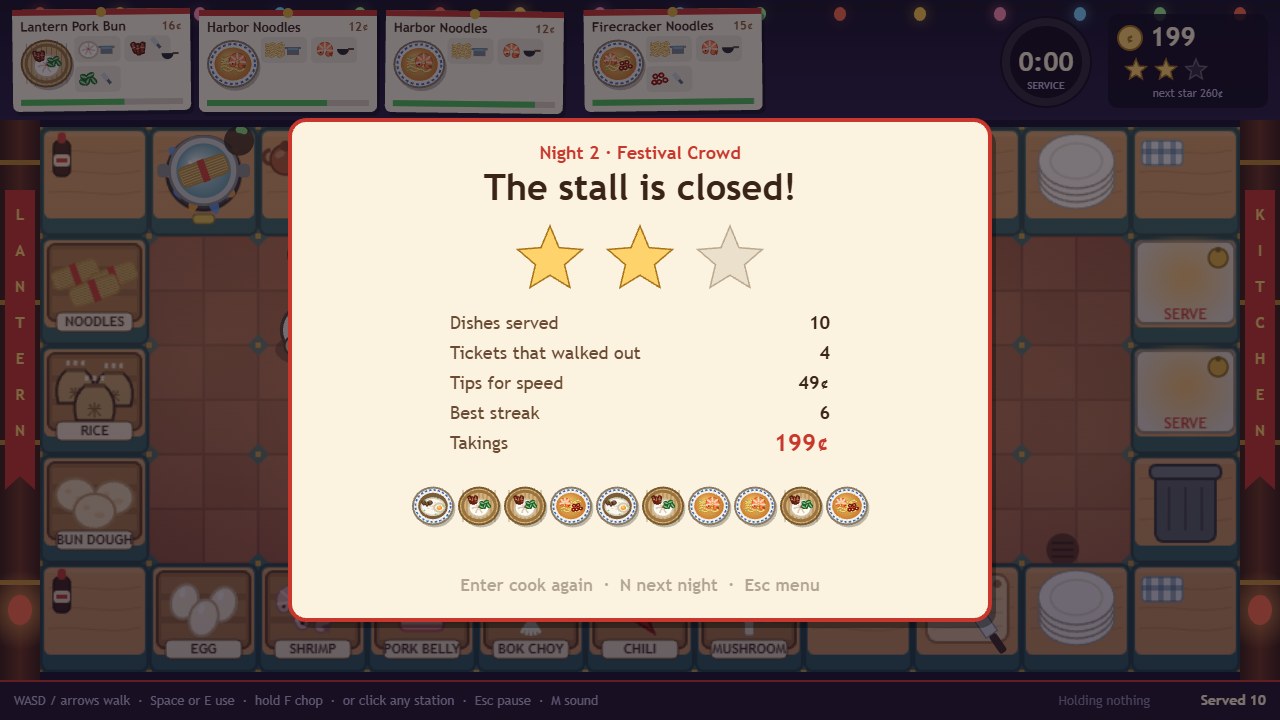 Lantern Pork Bun 16¢
Harbor Noodles 12¢
Harbor Noodles 12¢
Firecracker Noodles 15¢
0:00
SERVICE
¢ 199
next star 260¢
LANTERN
KITCHEN
Night 2 · Festival Crowd
The stall is closed!
Dishes served 10
Tickets that walked out 4
Tips for speed 49¢
Best streak 6
Takings 199¢
Enter cook again · N next night · Esc menu
NOODLES
RICE
米
BUN DOUGH
SERVE
SERVE
EGG
SHRIMP
PORK BELLY
BOK CHOY
CHILI
MUSHROOM
WASD / arrows walk · Space or E use · hold F chop · or click any station · Esc pause · M sound
Holding nothing
Served 10